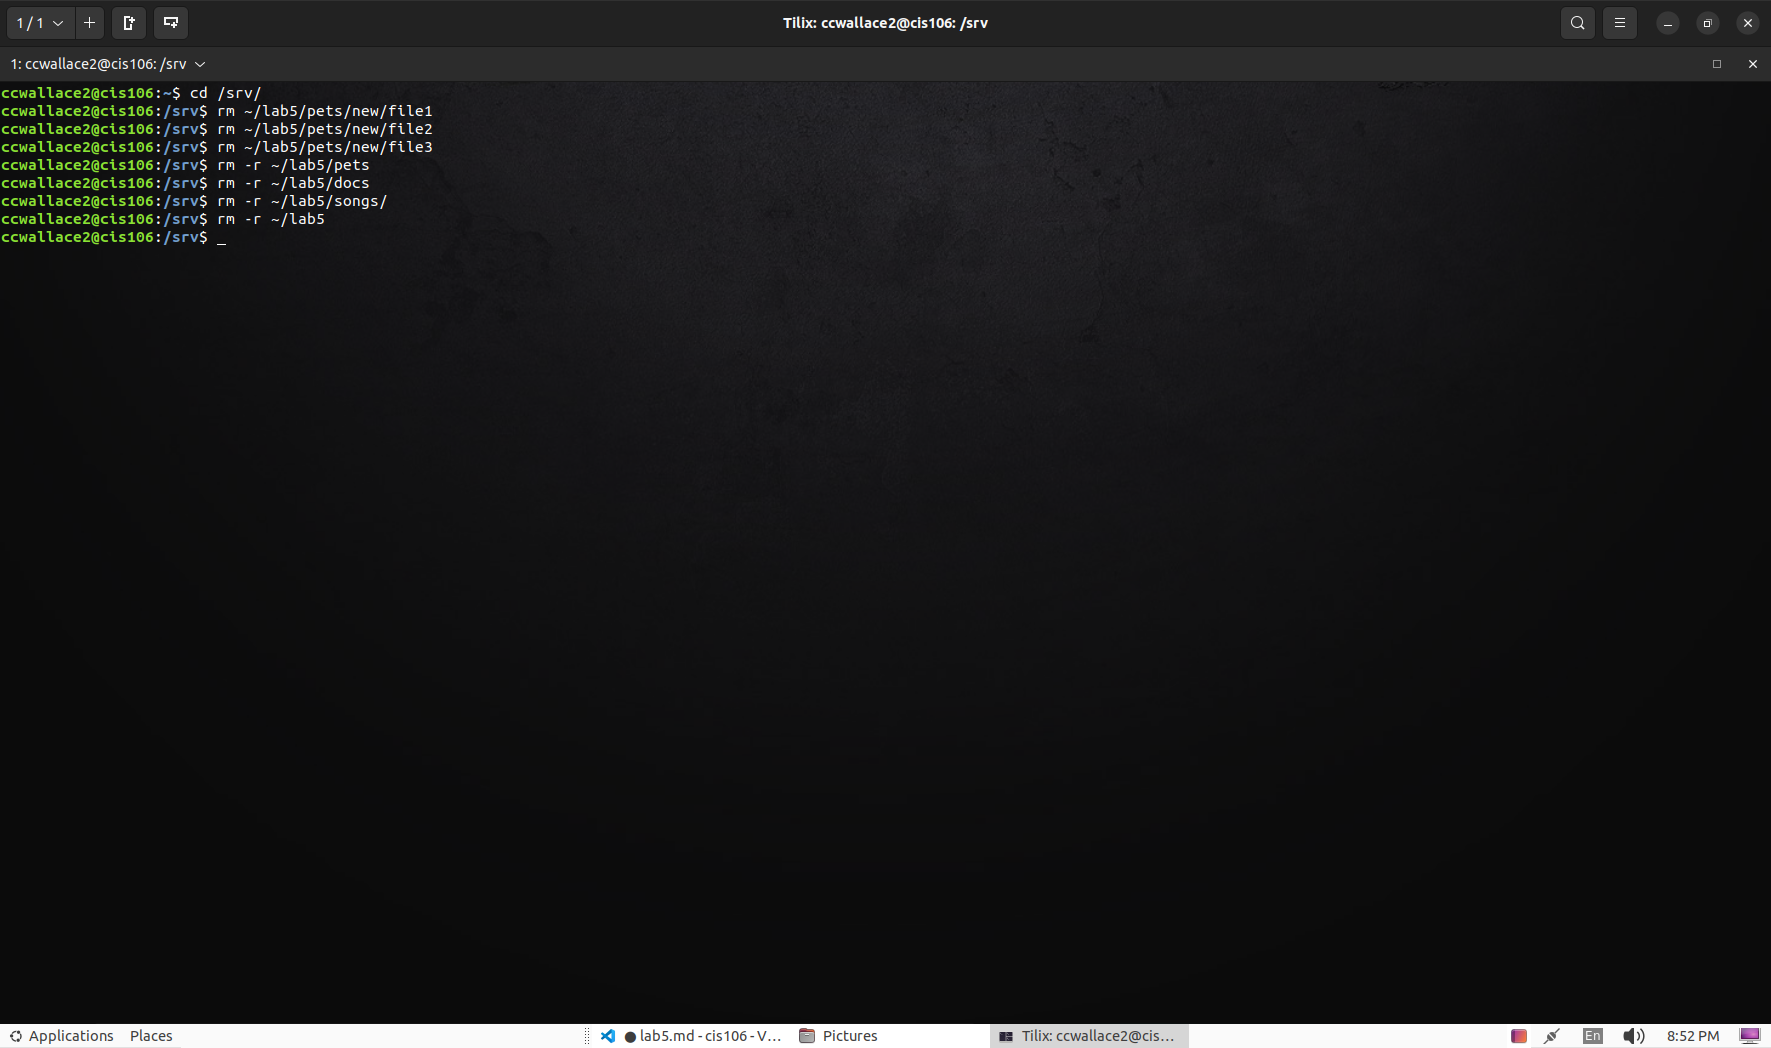 1 / 1
Tilix: ccwallace2@cis106: /srv
1: ccwallace2@cis106: /srv
ccwallace2@cis106:~$ cd /srv/
ccwallace2@cis106:/srv$ rm ~/lab5/pets/new/file1
ccwallace2@cis106:/srv$ rm ~/lab5/pets/new/file2
ccwallace2@cis106:/srv$ rm ~/lab5/pets/new/file3
ccwallace2@cis106:/srv$ rm -r ~/lab5/pets
ccwallace2@cis106:/srv$ rm -r ~/lab5/docs
ccwallace2@cis106:/srv$ rm -r ~/lab5/songs/
ccwallace2@cis106:/srv$ rm -r ~/lab5
ccwallace2@cis106:/srv$ _
Applications Places ● lab5.md - cis106 - V... Pictures Tilix: ccwallace2@cis... En 8:52 PM